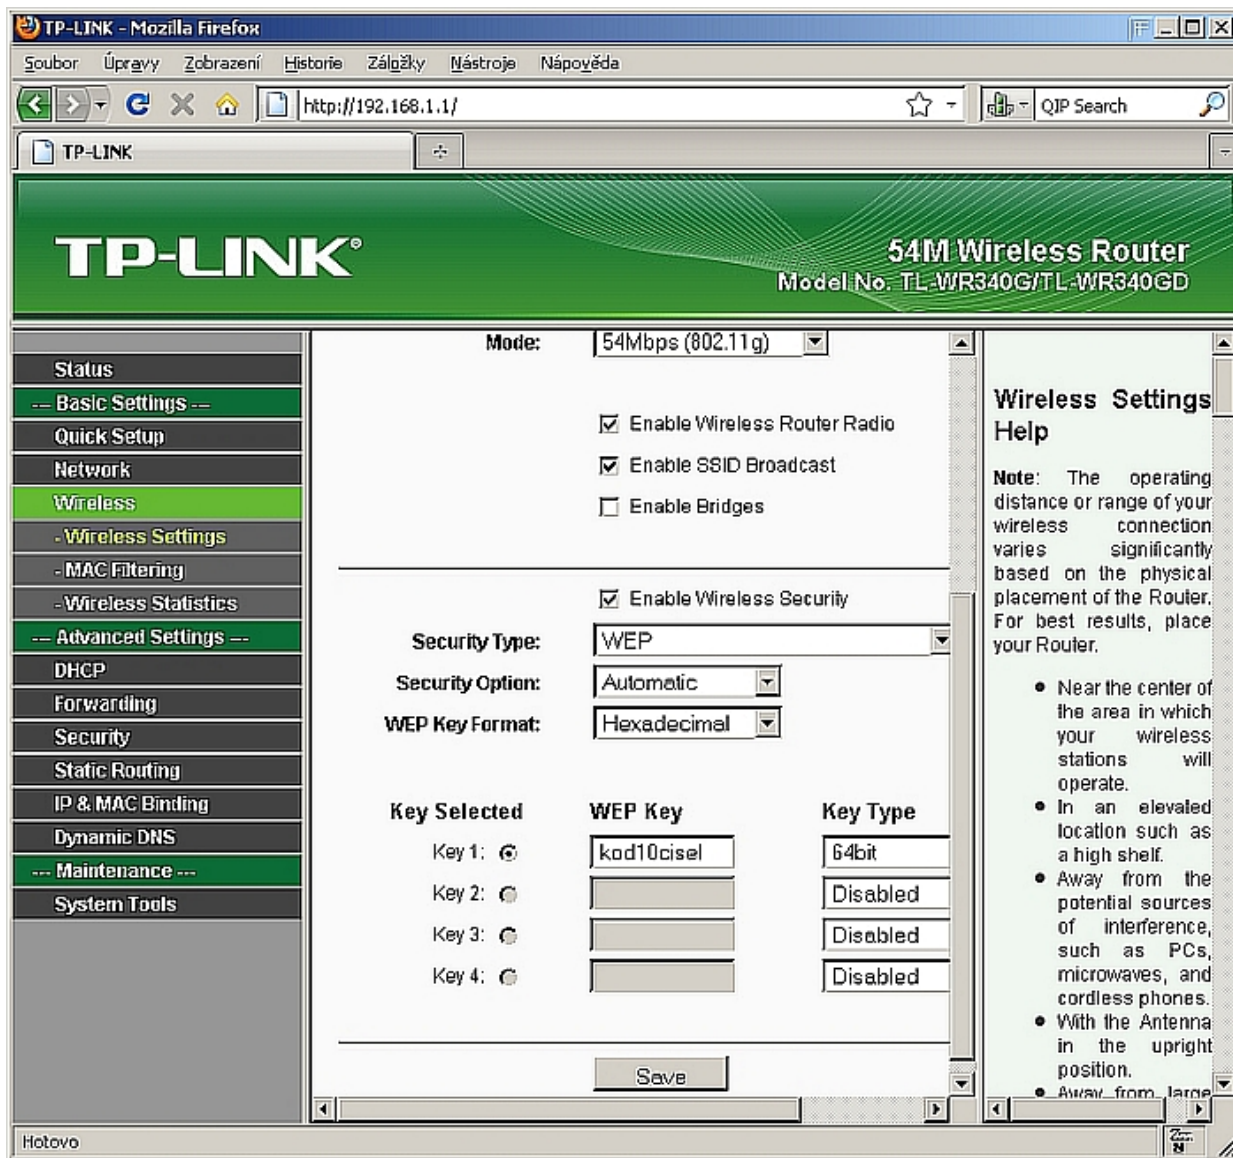 TP-LINK - Mozilla Firefox
Soubor Úpravy Zobrazení Historie Záložky Nástroje Nápověda
http://192.168.1.1/
QIP Search
TP-LINK
TP-LINK®
54M Wireless Router
Model No. TL-WR340G/TL-WR340GD
Status
--- Basic Settings ---
Quick Setup
Network
Wireless
- Wireless Settings
- MAC Filtering
- Wireless Statistics
--- Advanced Settings ---
DHCP
Forwarding
Security
Static Routing
IP & MAC Binding
Dynamic DNS
--- Maintenance ---
System Tools
Mode: 54Mbps (802.11g)
Enable Wireless Router Radio
Enable SSID Broadcast
Enable Bridges
Enable Wireless Security
Security Type: WEP
Security Option: Automatic
WEP Key Format: Hexadecimal
Key Selected WEP Key Key Type
Key 1: kod10cisel 64bit
Key 2: Disabled
Key 3: Disabled
Key 4: Disabled
Save
Wireless Settings
Help
Note: The operating
distance or range of your
wireless connection
varies significantly
based on the physical
placement of the Router.
For best results, place
your Router.
Near the center of
the area in which
your wireless
stations will
operate.
In an elevated
location such as
a high shelf.
Away from the
potential sources
of interference,
such as PCs,
microwaves, and
cordless phones.
With the Antenna
in the upright
position.
Away from large
Hotovo